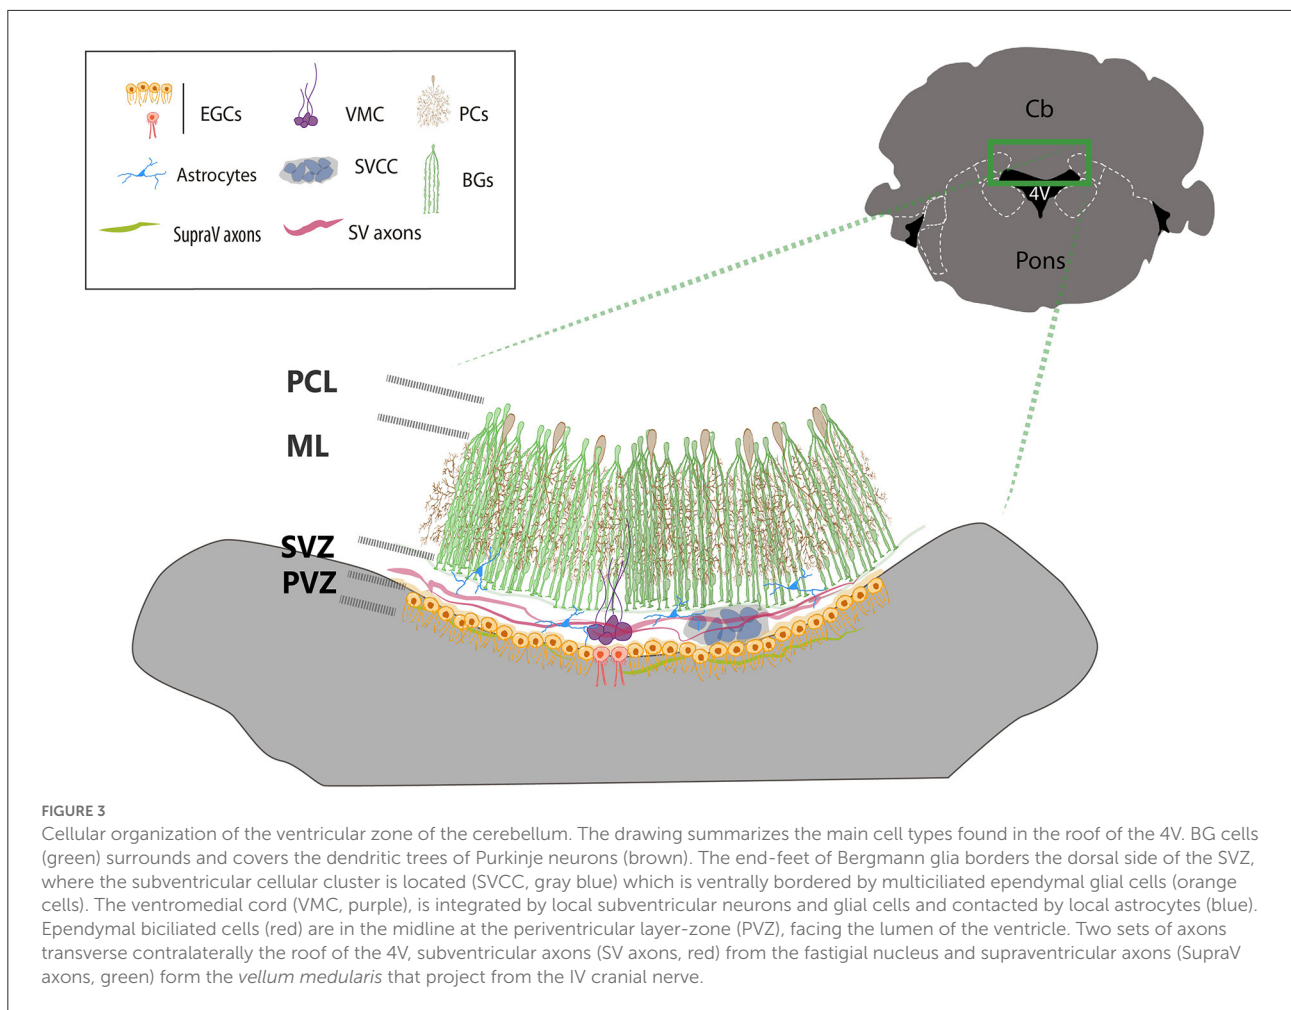 EGCs
VMC
PCs
Astrocytes
SVCC
BGs
SupraV axons
SV axons
Cb
4V
Pons
PCL
ML
SVZ
PVZ
FIGURE 3
Cellular organization of the ventricular zone of the cerebellum. The drawing summarizes the main cell types found in the roof of the 4V. BG cells
(green) surrounds and covers the dendritic trees of Purkinje neurons (brown). The end-feet of Bergmann glia borders the dorsal side of the SVZ,
where the subventricular cellular cluster is located (SVCC, gray blue) which is ventrally bordered by multiciliated ependymal glial cells (orange
cells). The ventromedial cord (VMC, purple), is integrated by local subventricular neurons and glial cells and contacted by local astrocytes (blue).
Ependymal biciliated cells (red) are in the midline at the periventricular layer-zone (PVZ), facing the lumen of the ventricle. Two sets of axons
transverse contralaterally the roof of the 4V, subventricular axons (SV axons, red) from the fastigial nucleus and supraventricular axons (SupraV
axons, green) form the vellum medularis that project from the IV cranial nerve.